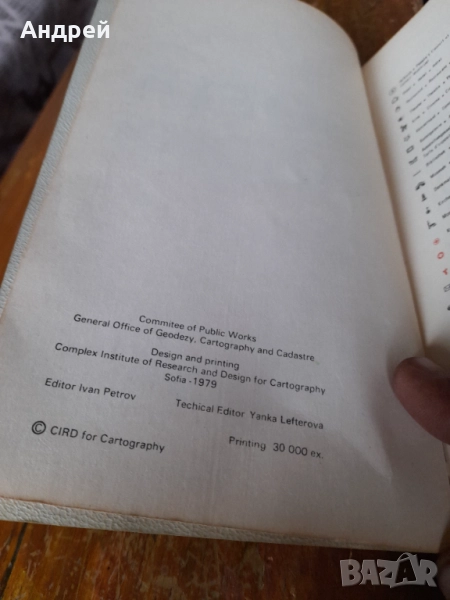 Андрей
Commitee of Public Works
General Office of Geodezy, Cartography and Cadastre
Design and printing
Complex Institute of Research and Design for Cartography
Sofia - 1979
Editor Ivan Petrov
Techical Editor Yanka Lefterova
© CIRD for Cartography
Printing 30 000 ex.
BAZAR